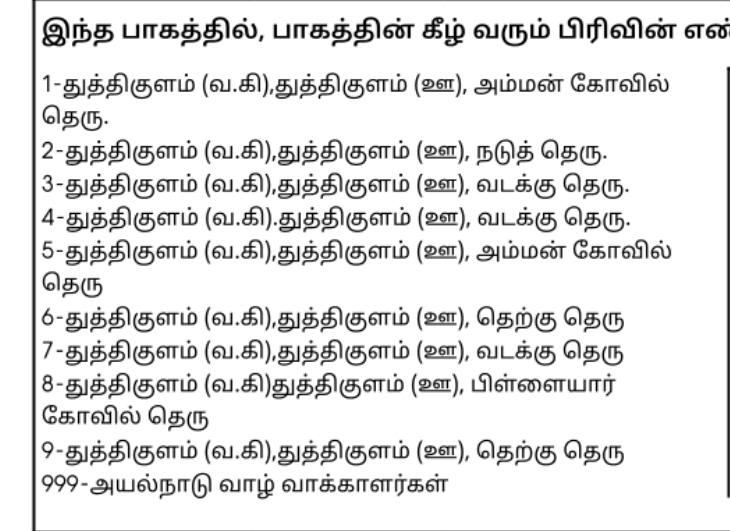 இந்த பாகத்தில், பாகத்தின் கீழ் வரும் பிரிவின்
1-துத்திகுளம் (வ.கி),துத்திகுளம் (ஊ), அம்மன் கோவில்
தெரு.
2-துத்திகுளம் (வ.கி),துத்திகுளம் (ஊ), நடுத் தெரு.
3-துத்திகுளம் (வ.கி),துத்திகுளம் (ஊ), வடக்கு தெரு.
4-துத்திகுளம் (வ.கி).துத்திகுளம் (ஊ), வடக்கு தெரு.
5-துத்திகுளம் (வ.கி),துத்திகுளம் (ஊ), அம்மன் கோவில்
தெரு
6-துத்திகுளம் (வ.கி),துத்திகுளம் (ஊ), தெற்கு தெரு
7-துத்திகுளம் (வ.கி),துத்திகுளம் (ஊ), வடக்கு தெரு
8-துத்திகுளம் (வ.கி)துத்திகுளம் (ஊ), பிள்ளையார்
கோவில் தெரு
9-துத்திகுளம் (வ.கி),துத்திகுளம் (ஊ), தெற்கு தெரு
999-அயல்நாடு வாழ் வாக்காளர்கள்